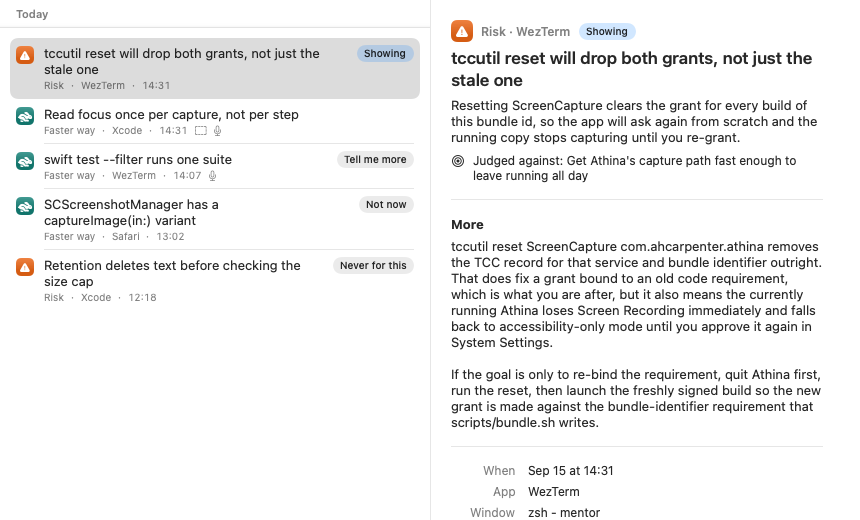 Today
tccutil reset will drop both grants, not just the
stale one
Showing
Risk · WezTerm · 14:31
Read focus once per capture, not per step
Faster way · Xcode · 14:31
swift test --filter runs one suite
Tell me more
Faster way · WezTerm · 14:07
SCScreenshotManager has a
captureImage(in:) variant
Not now
Faster way · Safari · 13:02
Retention deletes text before checking the
size cap
Never for this
Risk · Xcode · 12:18
Risk · WezTerm
Showing
tccutil reset will drop both grants, not just the
stale one
Resetting ScreenCapture clears the grant for every build of
this bundle id, so the app will ask again from scratch and the
running copy stops capturing until you re-grant.
Judged against: Get Athina's capture path fast enough to
leave running all day
More
tccutil reset ScreenCapture com.ahcarpenter.athina removes
the TCC record for that service and bundle identifier outright.
That does fix a grant bound to an old code requirement,
which is what you are after, but it also means the currently
running Athina loses Screen Recording immediately and falls
back to accessibility-only mode until you approve it again in
System Settings.
If the goal is only to re-bind the requirement, quit Athina first,
run the reset, then launch the freshly signed build so the new
grant is made against the bundle-identifier requirement that
scripts/bundle.sh writes.
When Sep 15 at 14:31
App WezTerm
Window zsh - mentor